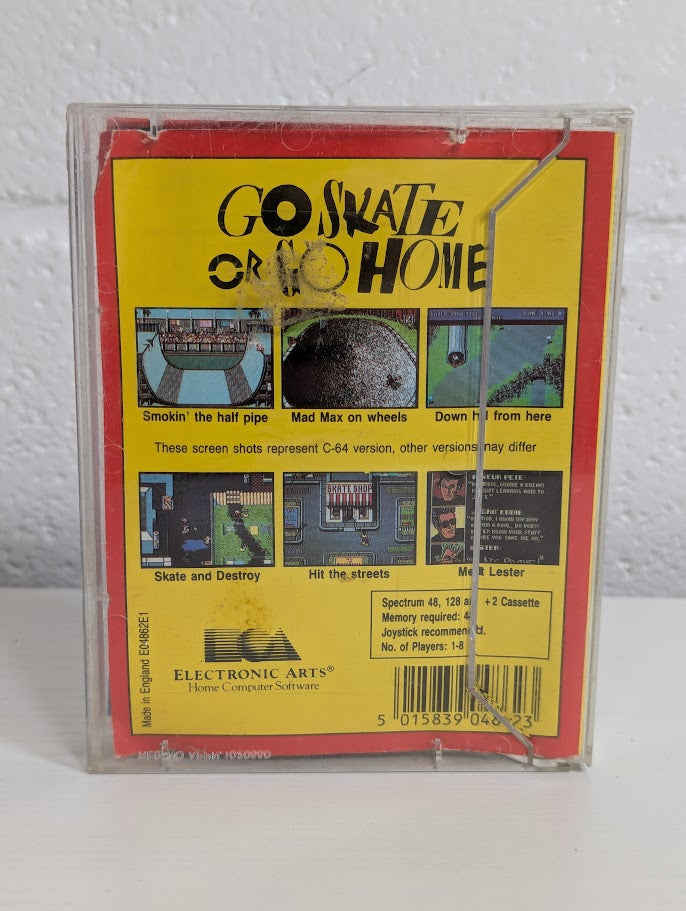 GO SKATE
OR GO HOME
Smokin' the half pipe
Mad Max on wheels
Down h l from here
These screen shots represent C-64 version, other versions may differ
SKATE SHOP
Skate and Destroy
Hit the streets
Me t Lester
Spectrum 48, 128 a +2 Cassette
Memory required: 4
Joystick recommended.
No. of Players: 1-8
ELECTRONIC ARTS®
Home Computer Software
Made in England E04862E1
5 015839 048 23